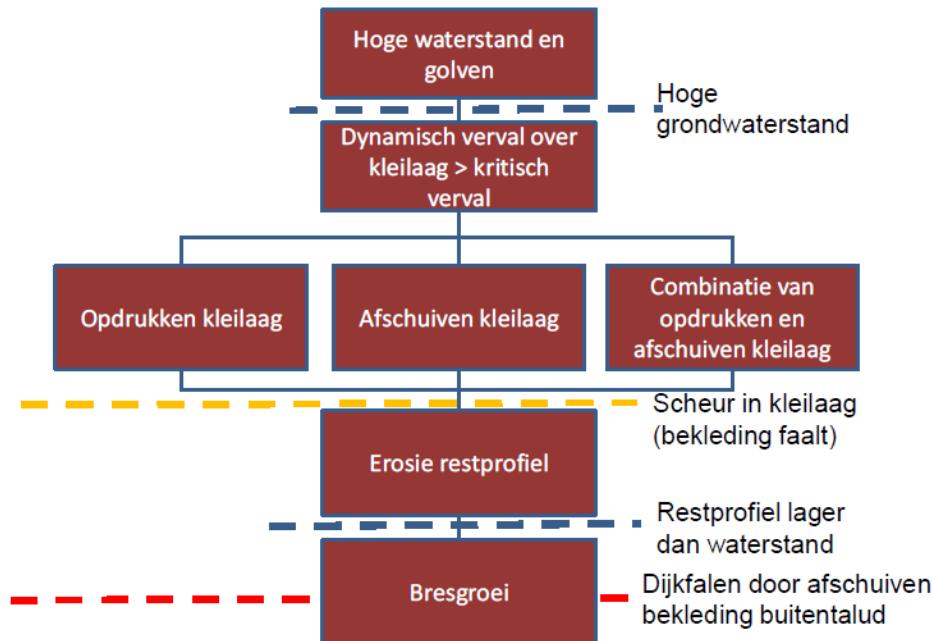 Hoge waterstand en
golven
Hoge
grondwaterstand
Dynamisch verval over
kleilaag > kritisch
verval
Opdrukken kleilaag
Afschuiven kleilaag
Combinatie van
opdrukken en
afschuiven kleilaag
Scheur in kleilaag
(bekleding faalt)
Erosie restprofiel
Restprofiel lager
dan waterstand
Bresgroei
Dijkfalen door afschuiven
bekleding buitentalud